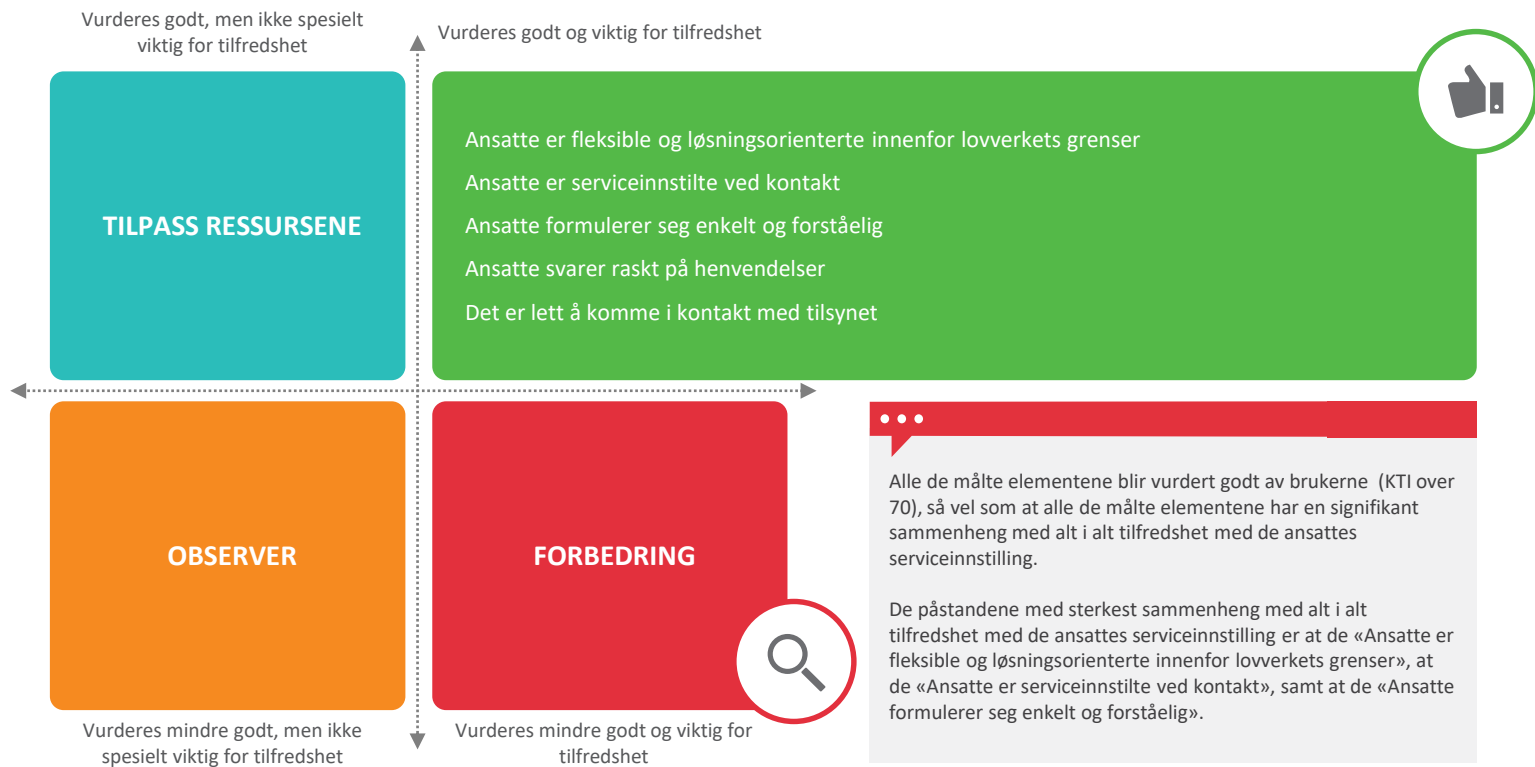 Vurderes godt, men ikke spesielt
viktig for tilfredshet
Vurderes godt og viktig for tilfredshet
TILPASS RESSURSENE
Ansatte er fleksible og løsningsorienterte innenfor lovverkets grenser
Ansatte er serviceinnstilte ved kontakt
Ansatte formulerer seg enkelt og forståelig
Ansatte svarer raskt på henvendelser
Det er lett å komme i kontakt med tilsynet
OBSERVER
FORBEDRING
Vurderes mindre godt, men ikke
spesielt viktig for tilfredshet
Vurderes mindre godt og viktig for
tilfredshet
Alle de målte elementene blir vurdert godt av brukerne (KTI over
70), så vel som at alle de målte elementene har en signifikant
sammenheng med alt i alt tilfredshet med de ansattes
serviceinnstilling.
De påstandene med sterkest sammenheng med alt i alt
tilfredshet med de ansattes serviceinnstilling er at de «Ansatte er
fleksible og løsningsorienterte innenfor lovverkets grenser», at
de «Ansatte er serviceinnstilte ved kontakt», samt at de «Ansatte
formulerer seg enkelt og forståelig».